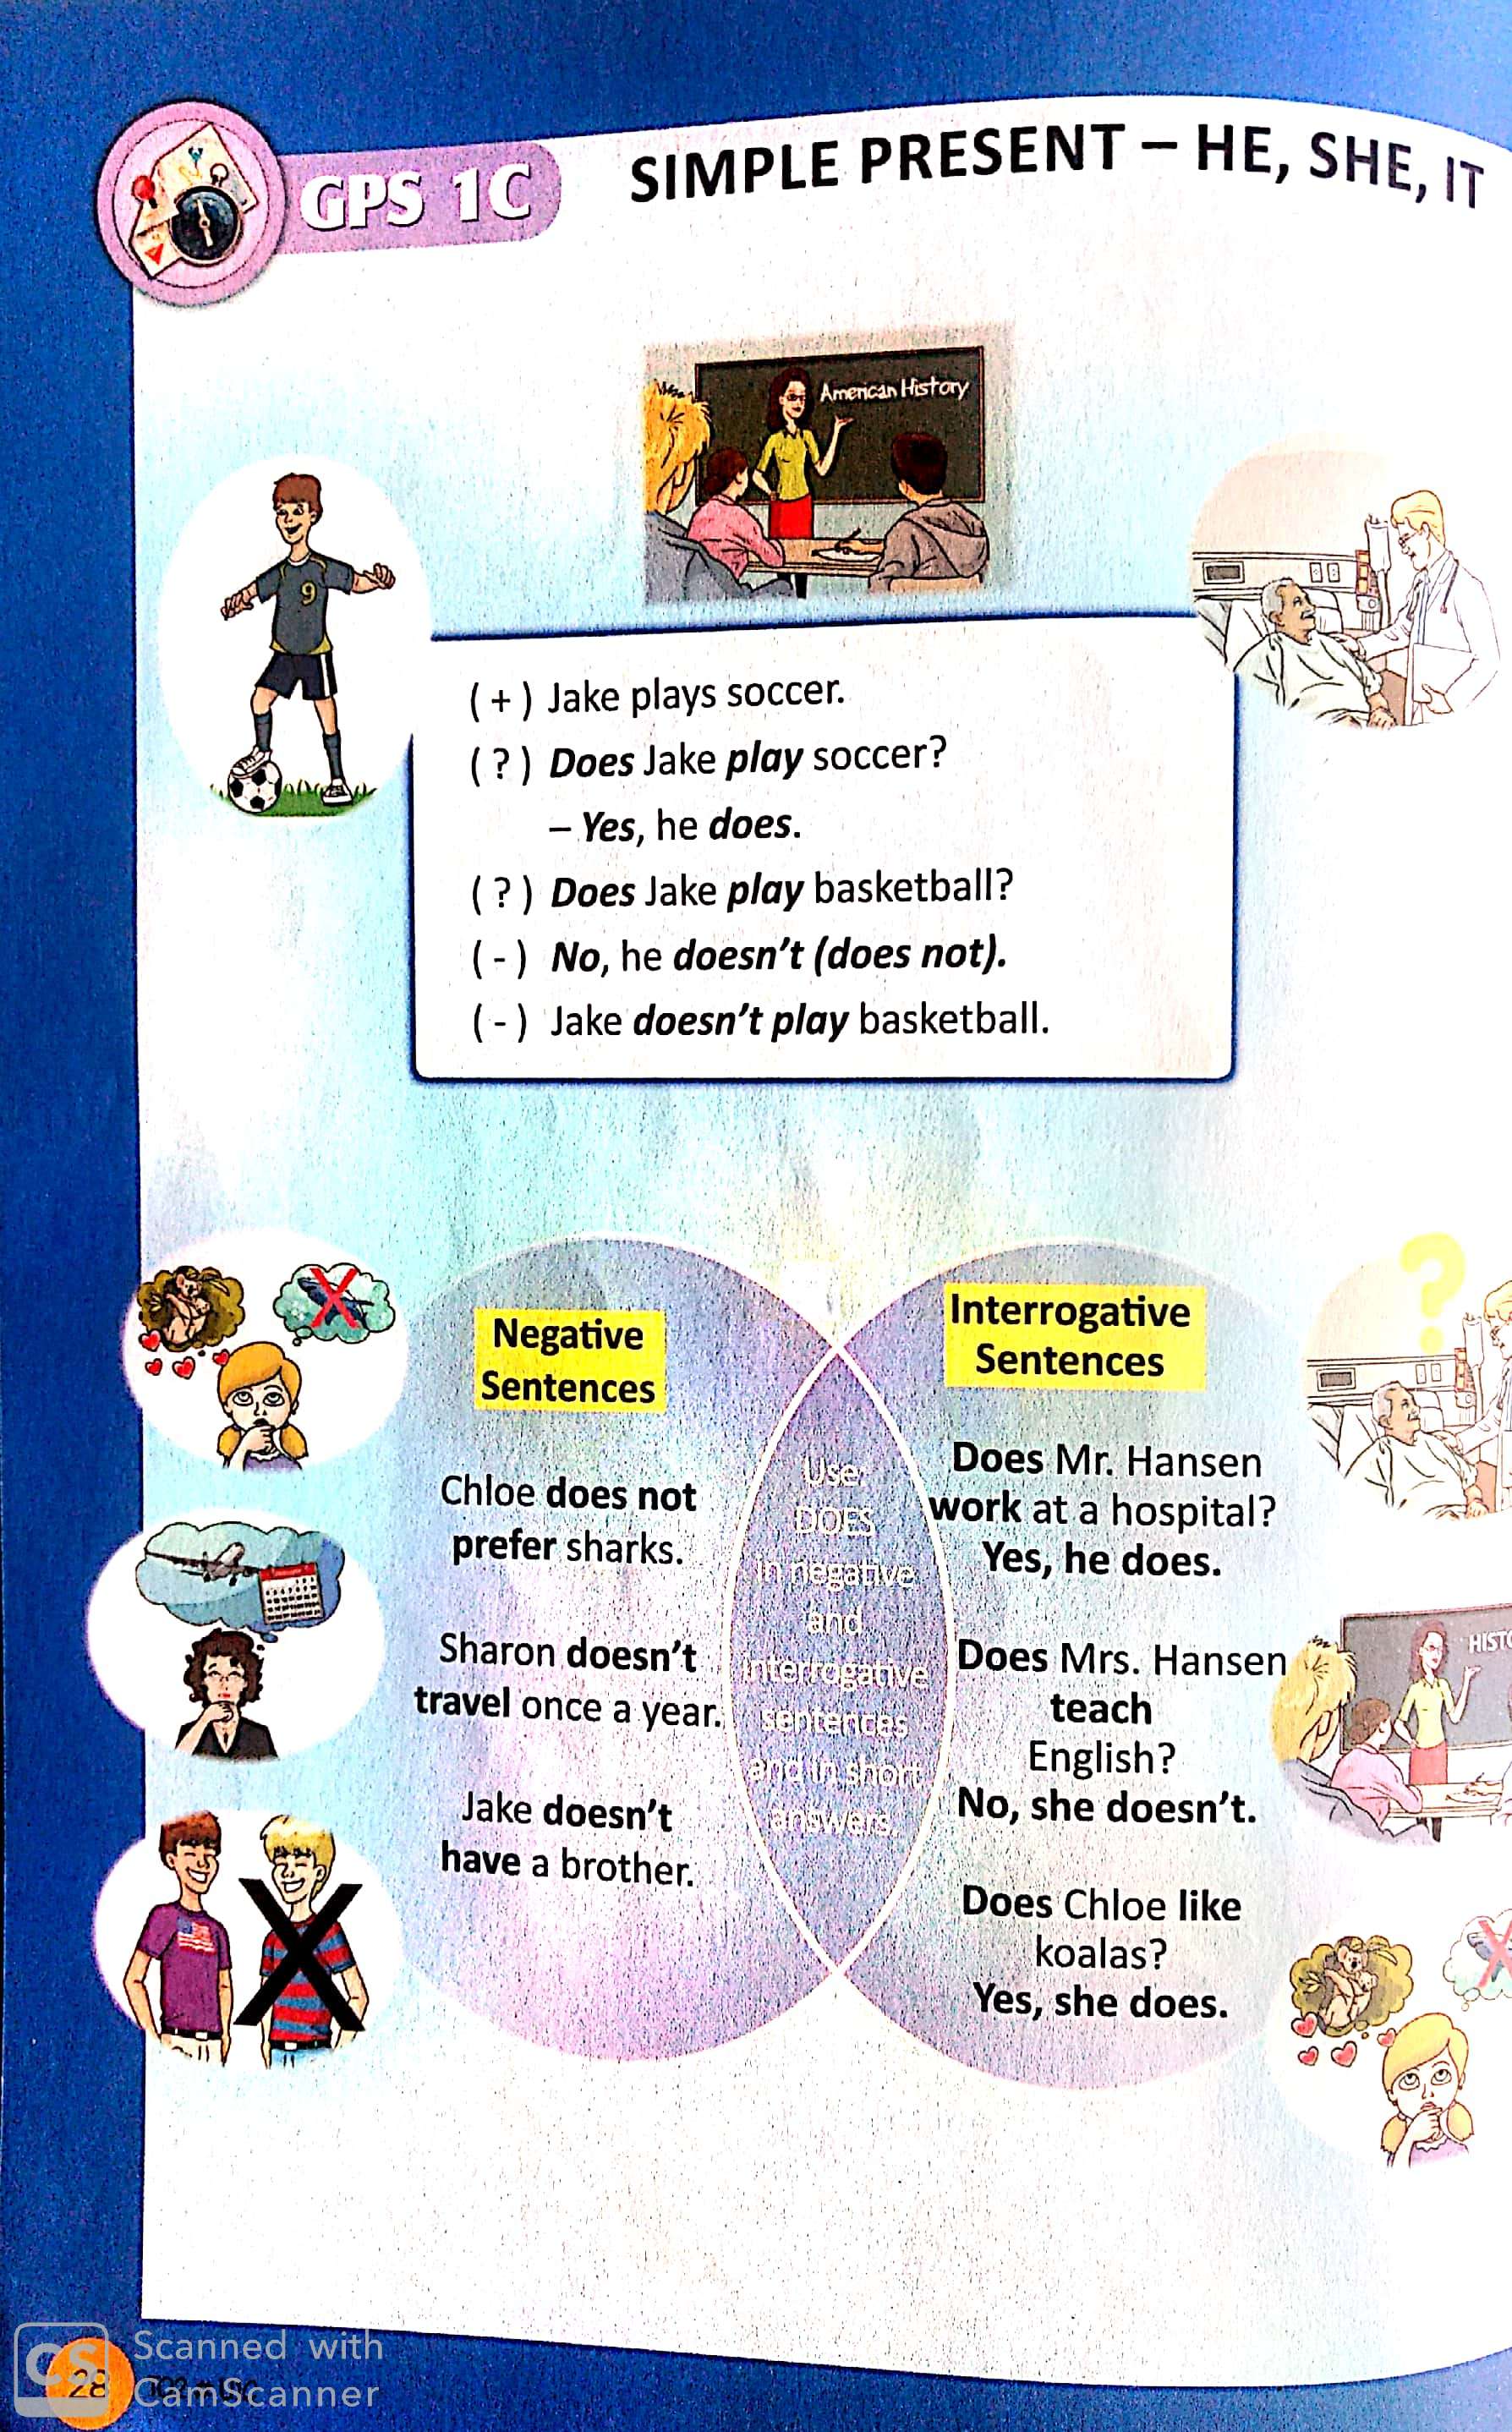 GPS 1C
SIMPLE PRESENT – HE, SHE, IT
American History
9
( + ) Jake plays soccer.
( ? ) Does Jake play soccer?
– Yes, he does.
( ? ) Does Jake play basketball?
( - ) No, he doesn't (does not).
( - ) Jake doesn't play basketball.
Negative
Sentences
Chloe does not
prefer sharks.
Sharon doesn't
travel once a year.
Jake doesn't
have a brother.
Use
DOES
in negative
and
interrogative
sentences
and in short
answers.
Interrogative
Sentences
?
Does Mr. Hansen
work at a hospital?
Yes, he does.
Does Mrs. Hansen
teach
English?
No, she doesn't.
HISTO
Does Chloe like
koalas?
Yes, she does.
28
CS
Scanned with
CamScanner